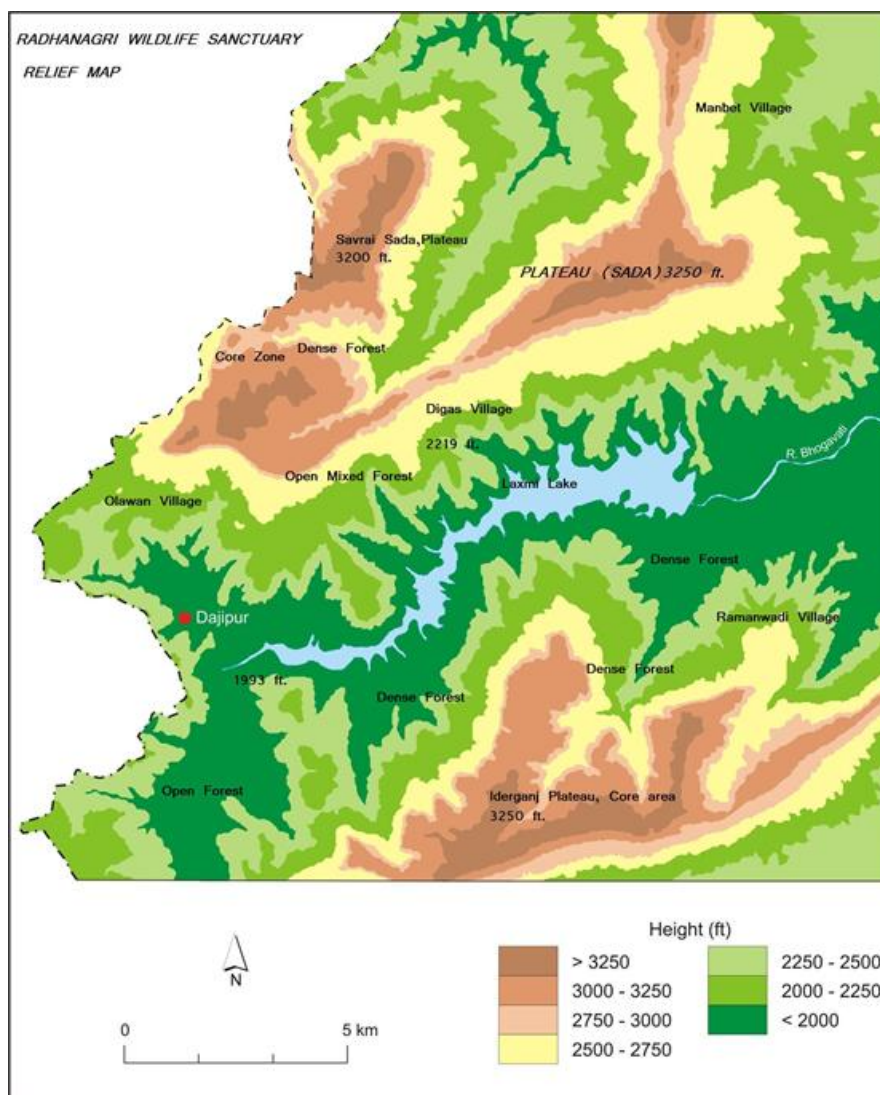 RADHANAGRI WILDLIFE SANCTUARY
RELIEF MAP
Manbet Village
Savrai Sada,Plateau
3200 ft.
PLATEAU (SADA) 3250 ft.
Core Zone
Dense Forest
Digas Village
2219 ft.
R. Bhogavati
Open Mixed Forest
Laxmi Lake
Olawan Village
Dense Forest
Dajipur
Ramanwadi Village
Dense Forest
1993 ft.
Dense Forest
Open Forest
Iderganj Plateau, Core area
3250 ft.
N
0
5 km
Height (ft)
> 3250
3000 - 3250
2750 - 3000
2500 - 2750
2250 - 2500
2000 - 2250
< 2000